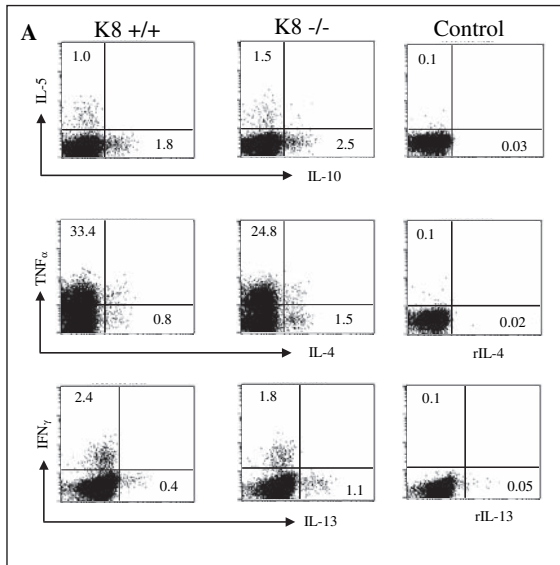 A
K8 +/+ K8 -/- Control
IL-5
1.0 1.5 0.1
1.8 2.5 0.03
IL-10
TNFα
33.4 24.8 0.1
0.8 1.5 0.02
IL-4 rIL-4
IFNγ
2.4 1.8 0.1
0.4 1.1 0.05
IL-13 rIL-13